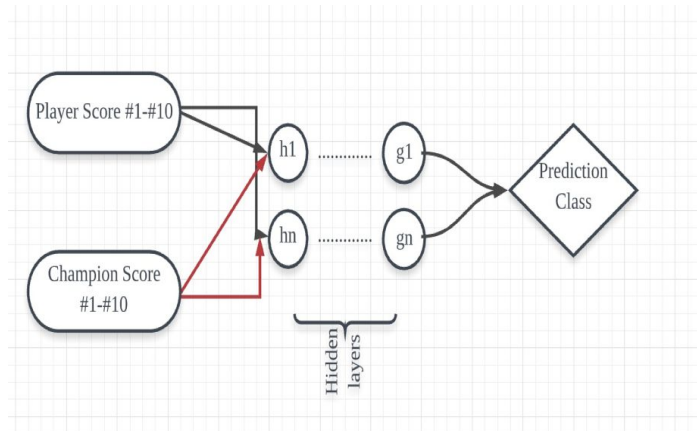 Player Score #1-#10
h1
g1
Prediction
Class
hn
gn
Champion Score
#1-#10
Hidden
layers